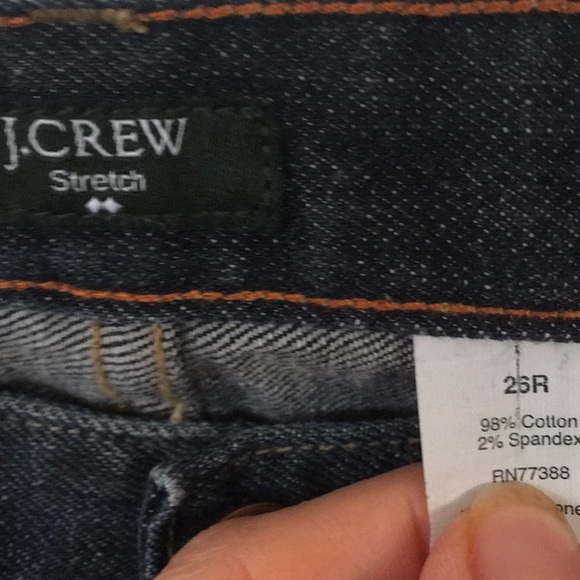 J.CREW
Stretch
26R
98% Cotton
2% Spandex
RN77388